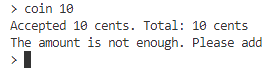 > coin 10
Accepted 10 cents. Total: 10 cents
The amount is not enough. Please add
>